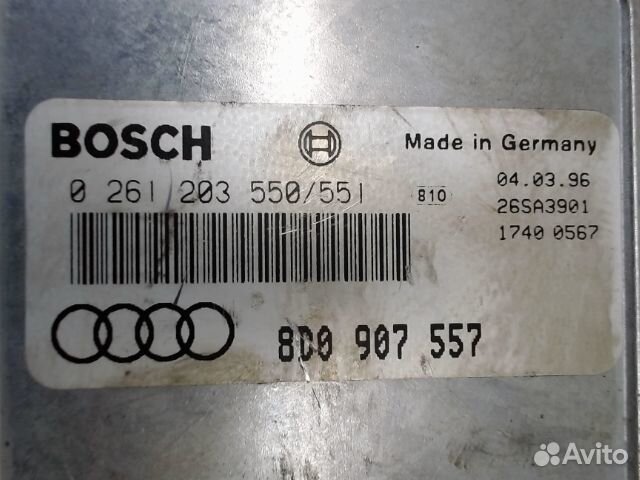 BOSCH
Made in Germany
0 261 203 550/551
810
04.03.96
26SA3901
1740 0567
8D0 907 557
Avito